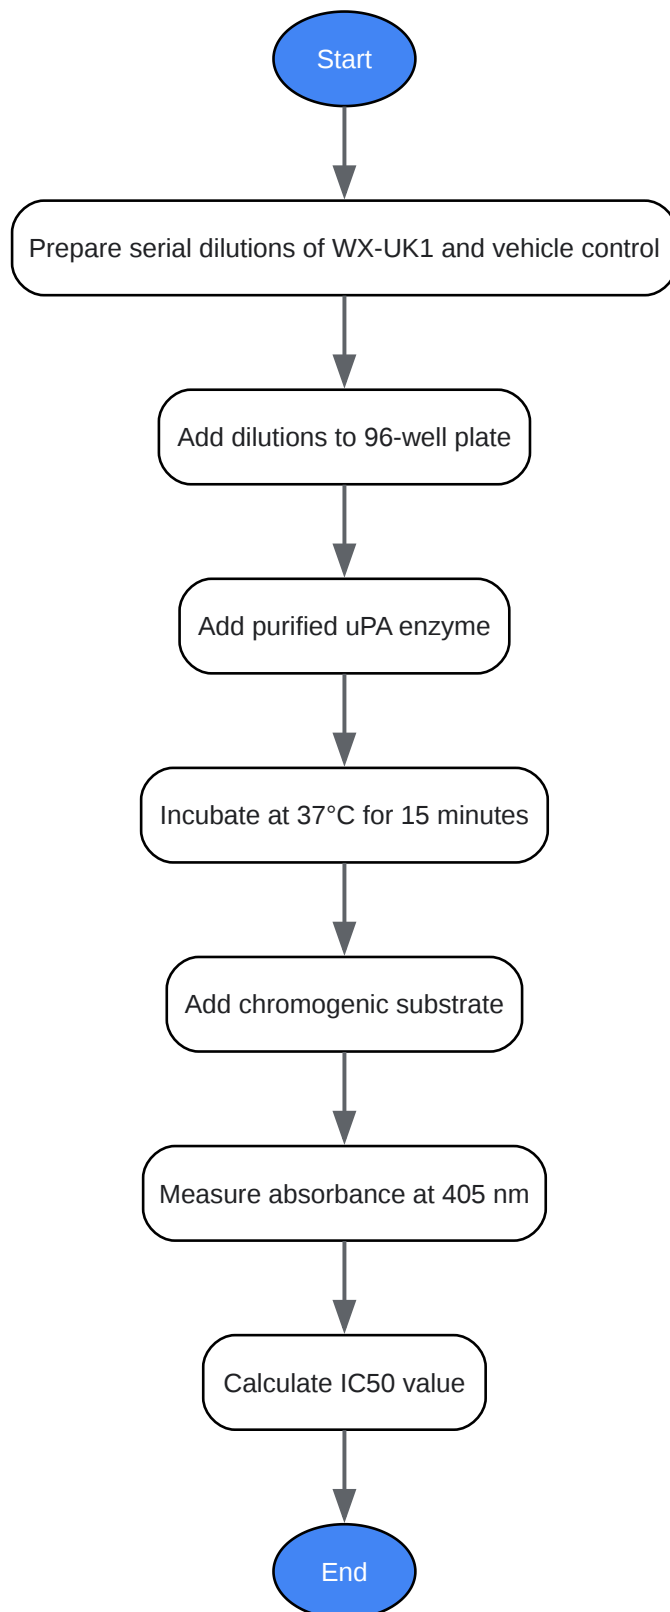 Start
Prepare serial dilutions of WX-UK1 and vehicle control
Add dilutions to 96-well plate
Add purified uPA enzyme
Incubate at 37°C for 15 minutes
Add chromogenic substrate
Measure absorbance at 405 nm
Calculate IC50 value
End